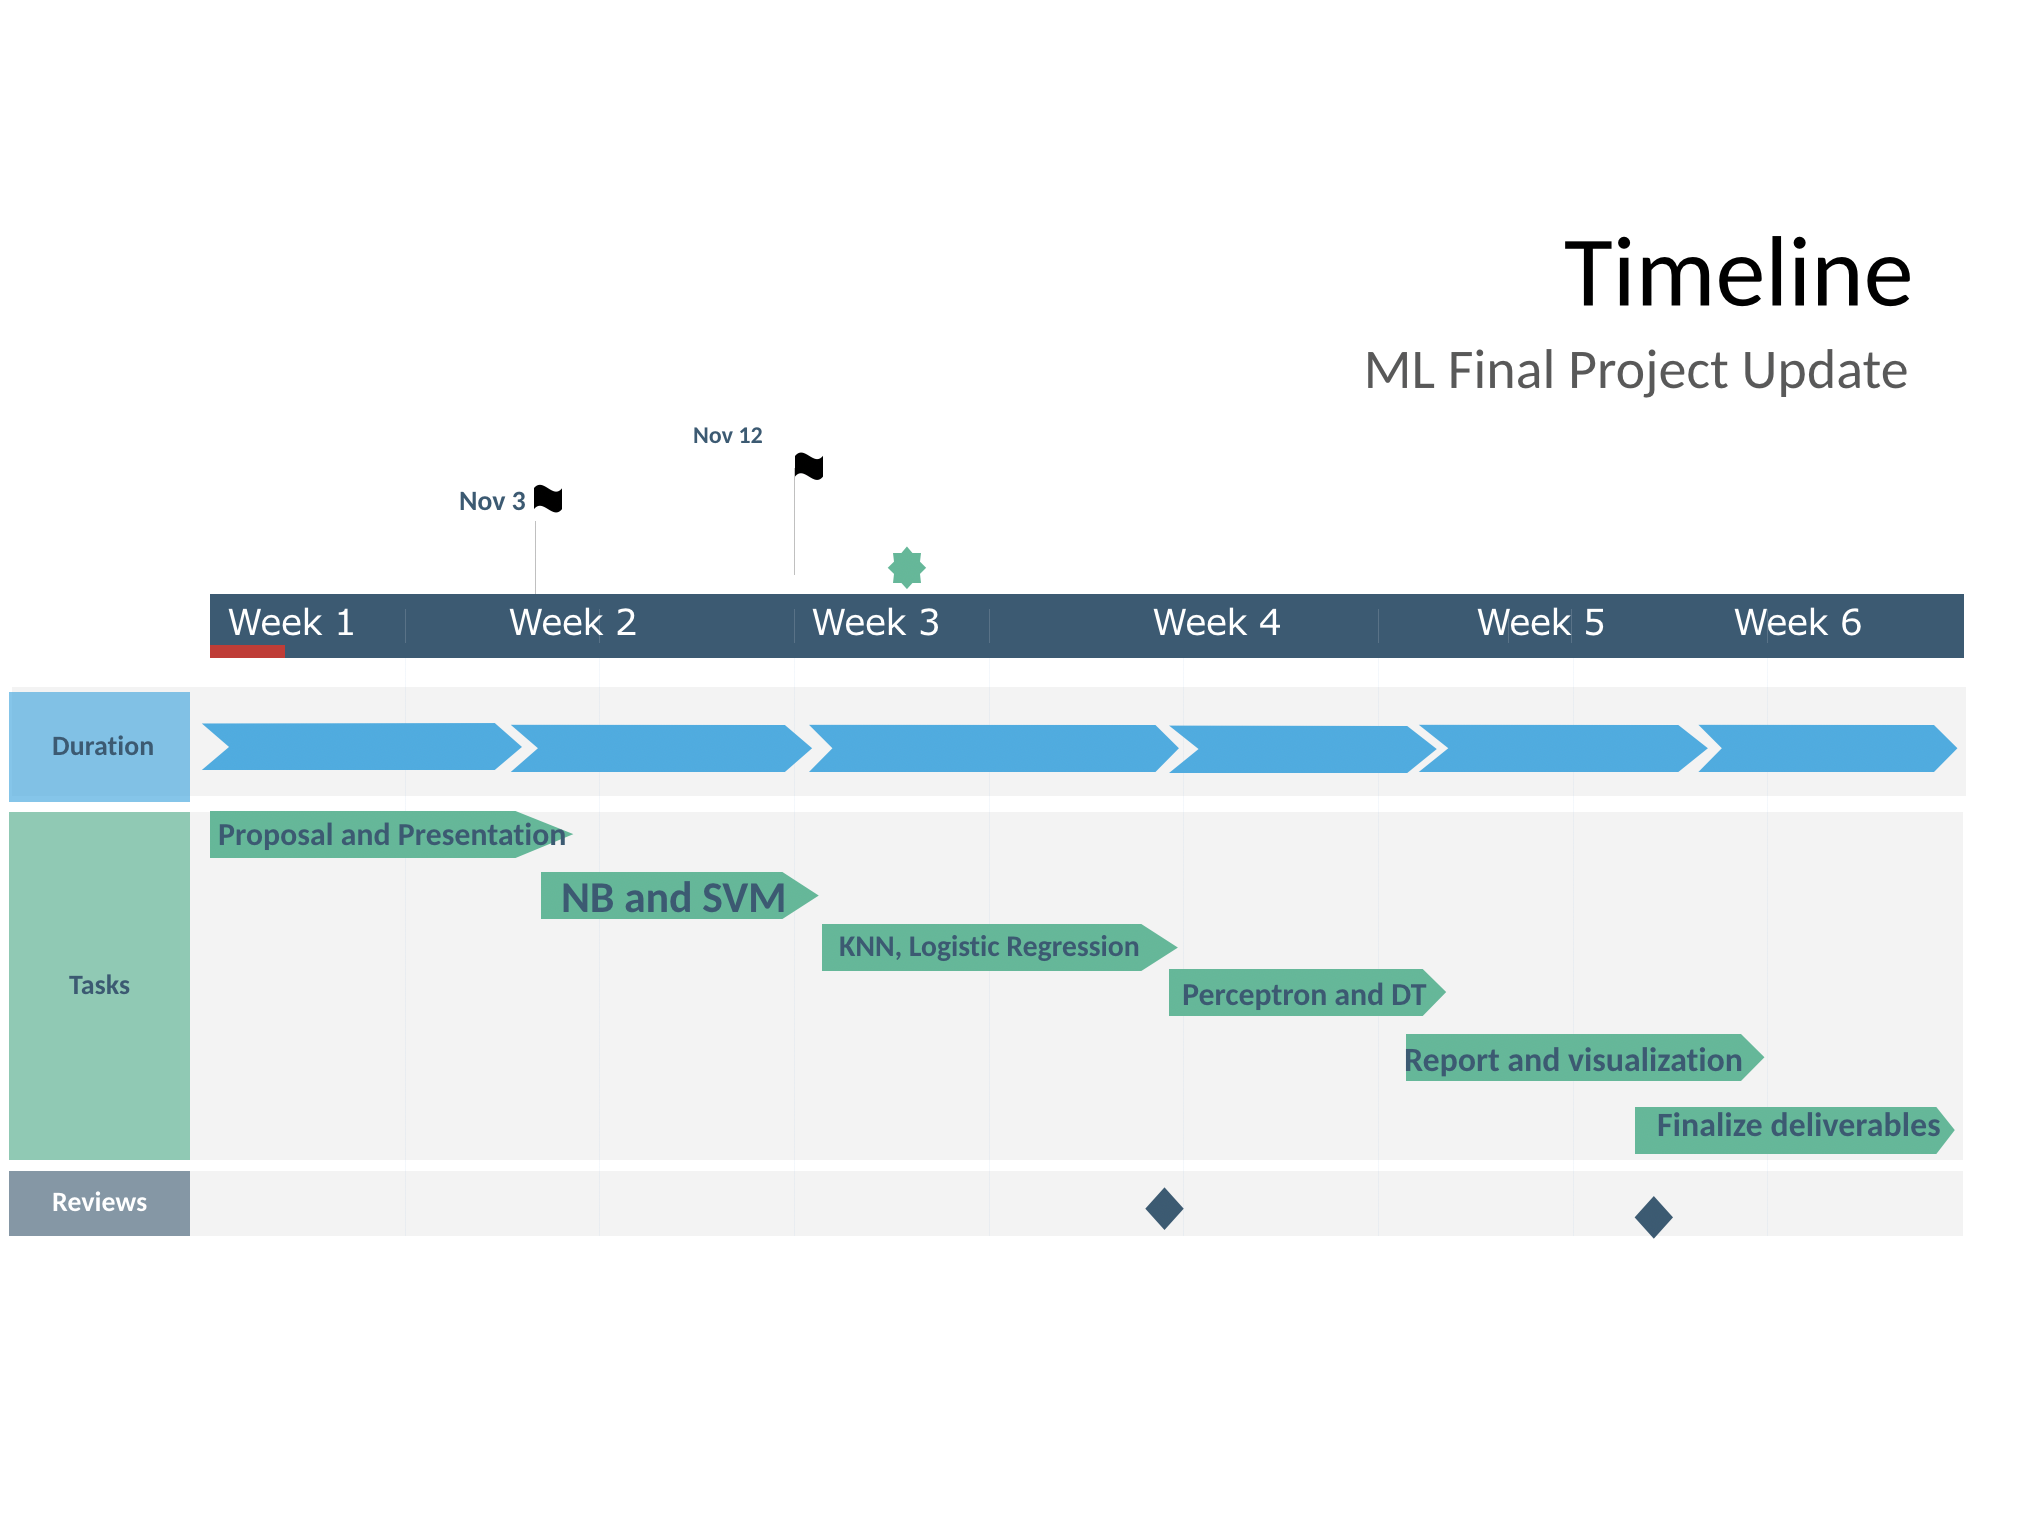 Timeline
ML Final Project Update
Nov 12
Nov 3
Week 1 Week 2 Week 3 Week 4 Week 5 Week 6
Duration
Proposal and Presentation
NB and SVM
KNN, Logistic Regression
Tasks
Perceptron and DT
Report and visualization
Finalize deliverables
Reviews